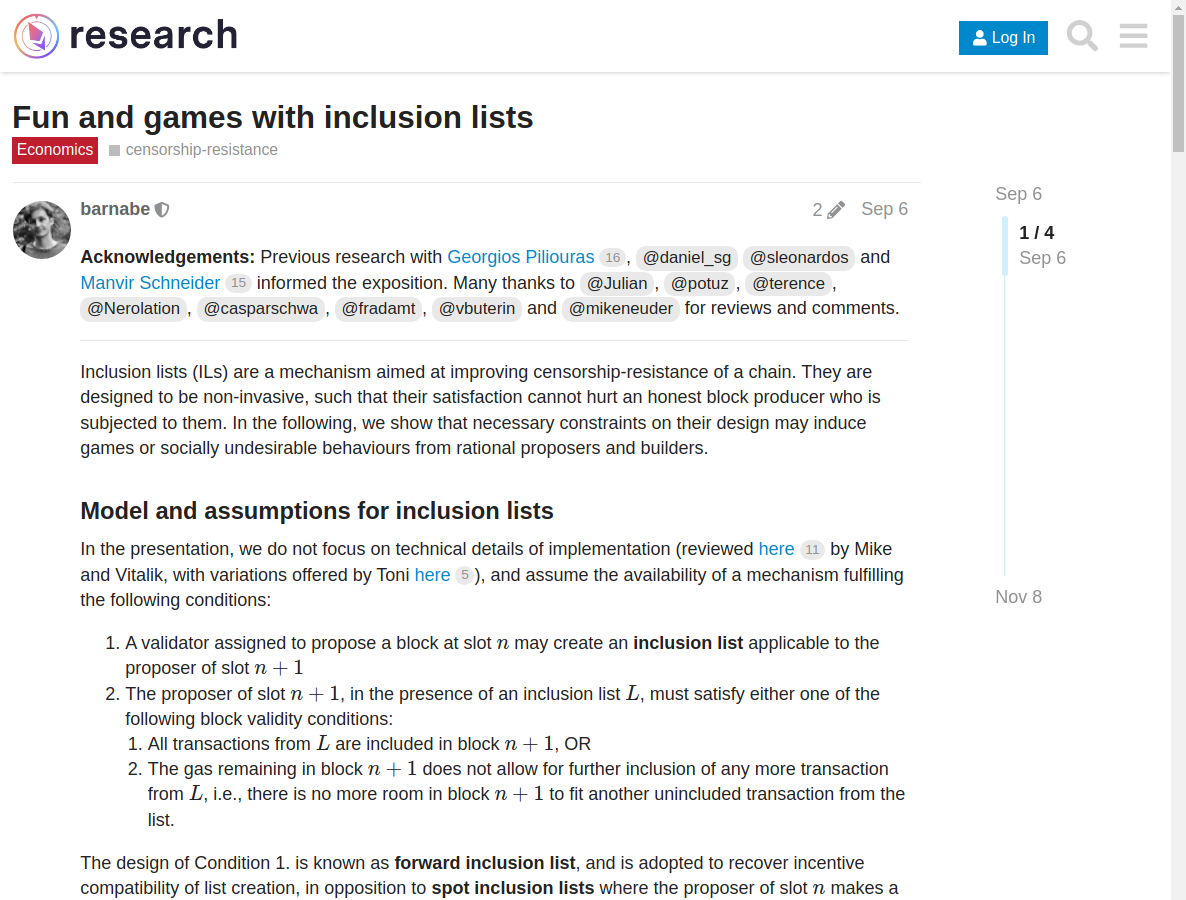 research
Log In
Fun and games with inclusion lists
Economics censorship-resistance
barnabe 2 Sep 6
Acknowledgements: Previous research with Georgios Piliouras 16 , @daniel_sg @sleonardos and
Manvir Schneider 15 informed the exposition. Many thanks to @Julian , @potuz , @terence ,
@Nerolation , @casparschwa , @fradamt , @vbuterin and @mikeneuder for reviews and comments.
Inclusion lists (ILs) are a mechanism aimed at improving censorship-resistance of a chain. They are
designed to be non-invasive, such that their satisfaction cannot hurt an honest block producer who is
subjected to them. In the following, we show that necessary constraints on their design may induce
games or socially undesirable behaviours from rational proposers and builders.
Model and assumptions for inclusion lists
In the presentation, we do not focus on technical details of implementation (reviewed here 11 by Mike
and Vitalik, with variations offered by Toni here 5 ), and assume the availability of a mechanism fulfilling
the following conditions:
1. A validator assigned to propose a block at slot n may create an inclusion list applicable to the
proposer of slot n + 1
2. The proposer of slot n + 1, in the presence of an inclusion list L, must satisfy either one of the
following block validity conditions:
1. All transactions from L are included in block n + 1, OR
2. The gas remaining in block n + 1 does not allow for further inclusion of any more transaction
from L, i.e., there is no more room in block n + 1 to fit another unincluded transaction from the
list.
The design of Condition 1. is known as forward inclusion list, and is adopted to recover incentive
compatibility of list creation, in opposition to spot inclusion lists where the proposer of slot n makes a
Sep 6
1 / 4
Sep 6
Nov 8